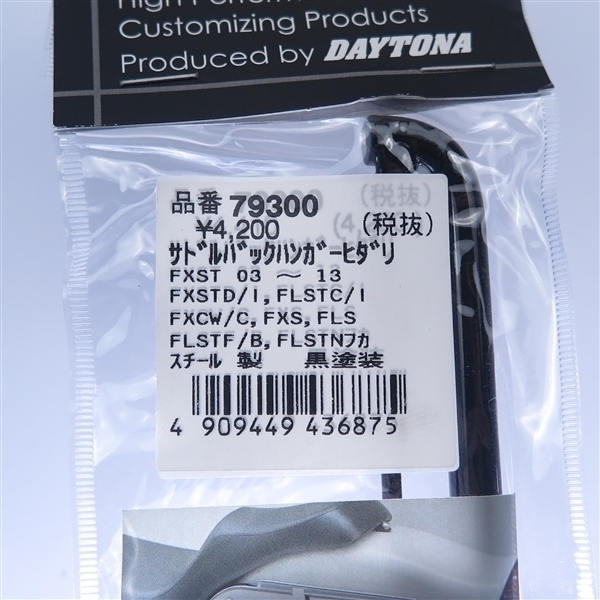 Customizing Products
Produced by DAYTONA
品番 79300
¥4,200 (税抜)
サドルバックハンガーヒダリ
FXST 03 ～ 13
FXSTD/I, FLSTC/I
FXCW/C, FXS, FLS
FLSTF/B, FLSTNフカ
スチール 製 黒塗装
4 909449 436875